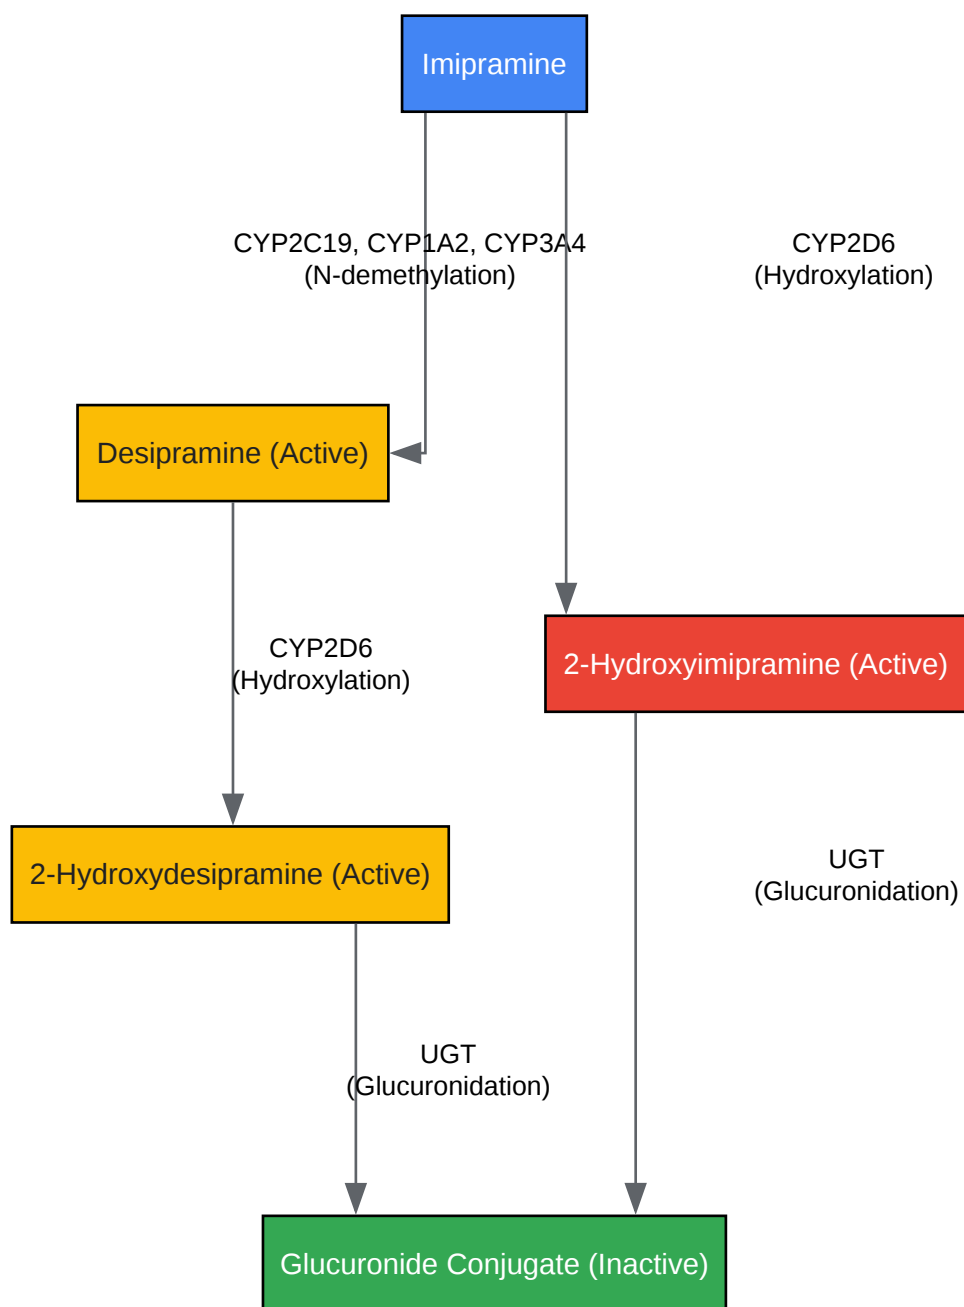 Imipramine
CYP2C19, CYP1A2, CYP3A4
(N-demethylation)
CYP2D6
(Hydroxylation)
Desipramine (Active)
CYP2D6
(Hydroxylation)
2-Hydroxyimipramine (Active)
2-Hydroxydesipramine (Active)
UGT
(Glucuronidation)
UGT
(Glucuronidation)
Glucuronide Conjugate (Inactive)